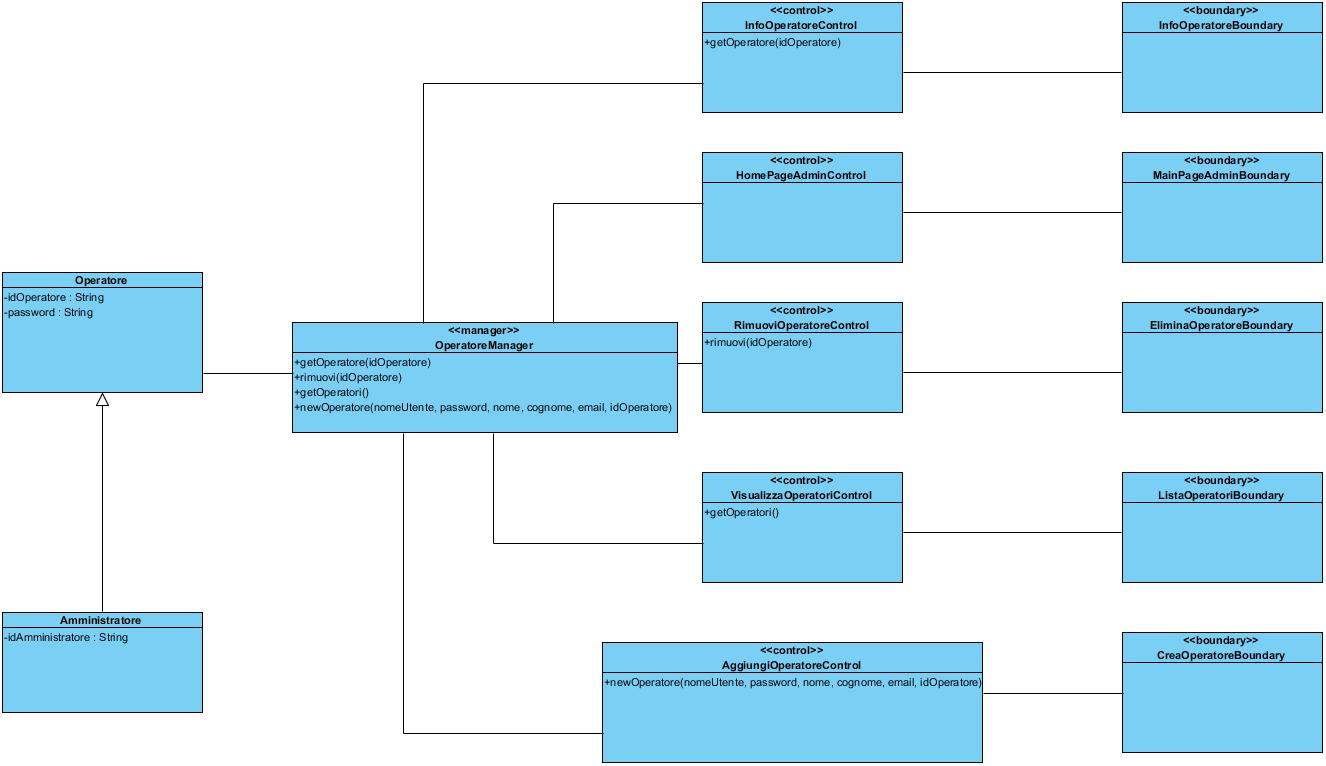 <<control>>
InfoOperatoreControl
+getOperatore(idOperatore)
<<boundary>>
InfoOperatoreBoundary
<<control>>
HomePageAdminControl
<<boundary>>
MainPageAdminBoundary
Operatore
-idOperatore : String
-password : String
<<manager>>
OperatoreManager
+getOperatore(idOperatore)
+rimuovi(idOperatore)
+getOperatori()
+newOperatore(nomeUtente, password, nome, cognome, email, idOperatore)
<<control>>
RimuoviOperatoreControl
+rimuovi(idOperatore)
<<boundary>>
EliminaOperatoreBoundary
<<control>>
VisualizzaOperatoriControl
+getOperatori()
<<boundary>>
ListaOperatoriBoundary
Amministratore
-idAmministratore : String
<<control>>
AggiungiOperatoreControl
+newOperatore(nomeUtente, password, nome, cognome, email, idOperatore)
<<boundary>>
CreaOperatoreBoundary